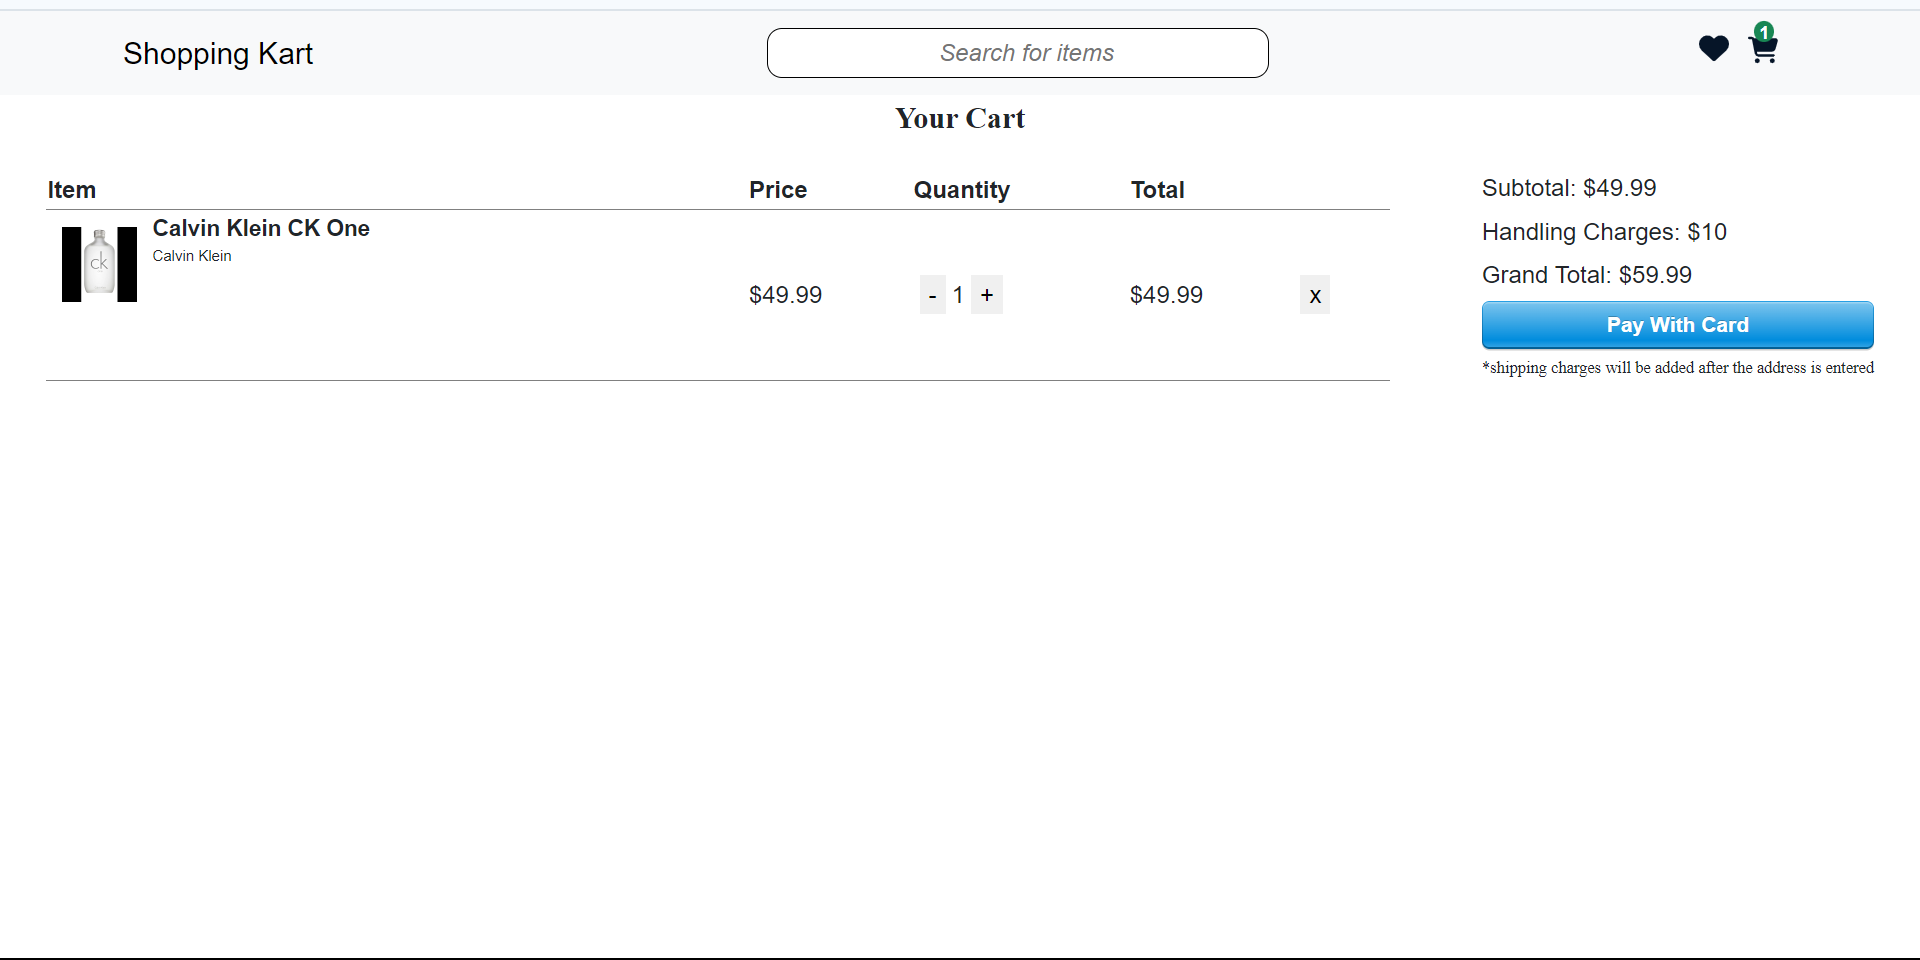 Shopping Kart
Search for items
1
Your Cart
Item Price Quantity Total
Calvin Klein CK One
Calvin Klein
ck
$49.99 - 1 + $49.99 x
Subtotal: $49.99
Handling Charges: $10
Grand Total: $59.99
Pay With Card
*shipping charges will be added after the address is entered